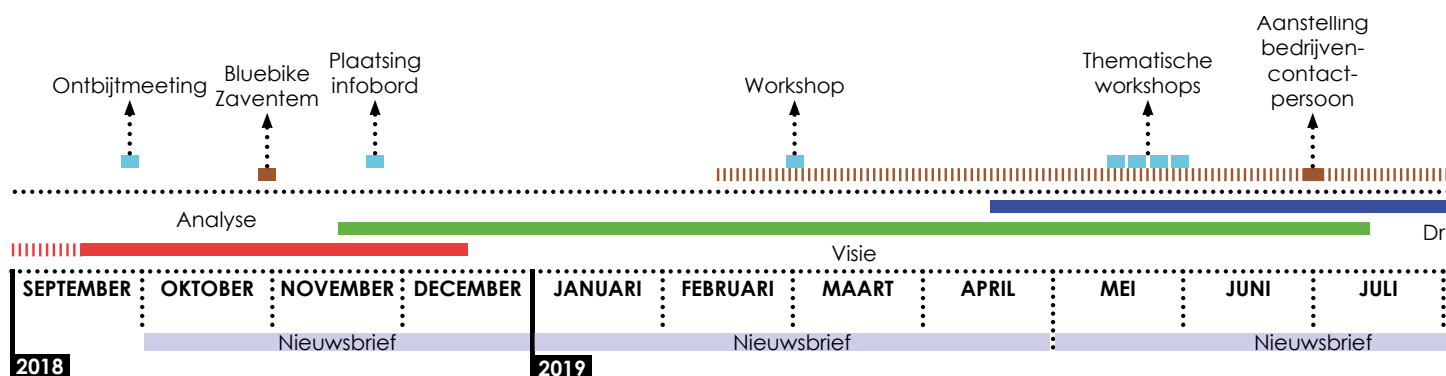 Ontbijtmeeting
Bluebike
Zaventem
Plaatsing
infobord
Workshop
Thematische
workshops
Aanstelling
bedrijven-
contact-
persoon
Analyse
Visie
Dr
SEPTEMBER OKTOBER NOVEMBER DECEMBER JANUARI FEBRUARI MAART APRIL MEI JUNI JULI
Nieuwsbrief Nieuwsbrief Nieuwsbrief
2018 2019